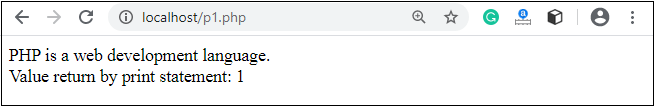 localhost/p1.php
PHP is a web development language.
Value return by print statement: 1